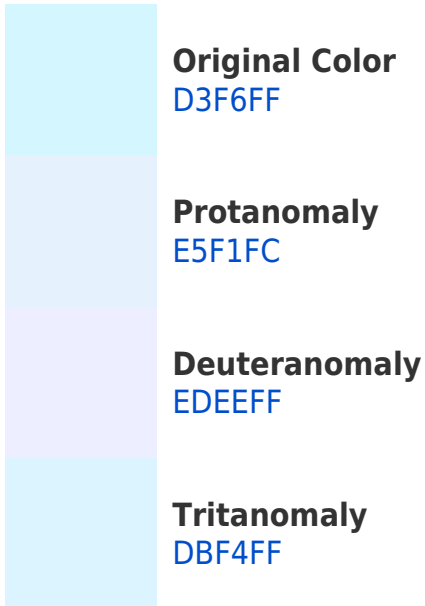 Original Color
D3F6FF
Protanomaly
E5F1FC
Deuteranomaly
EDEEFF
Tritanomaly
DBF4FF